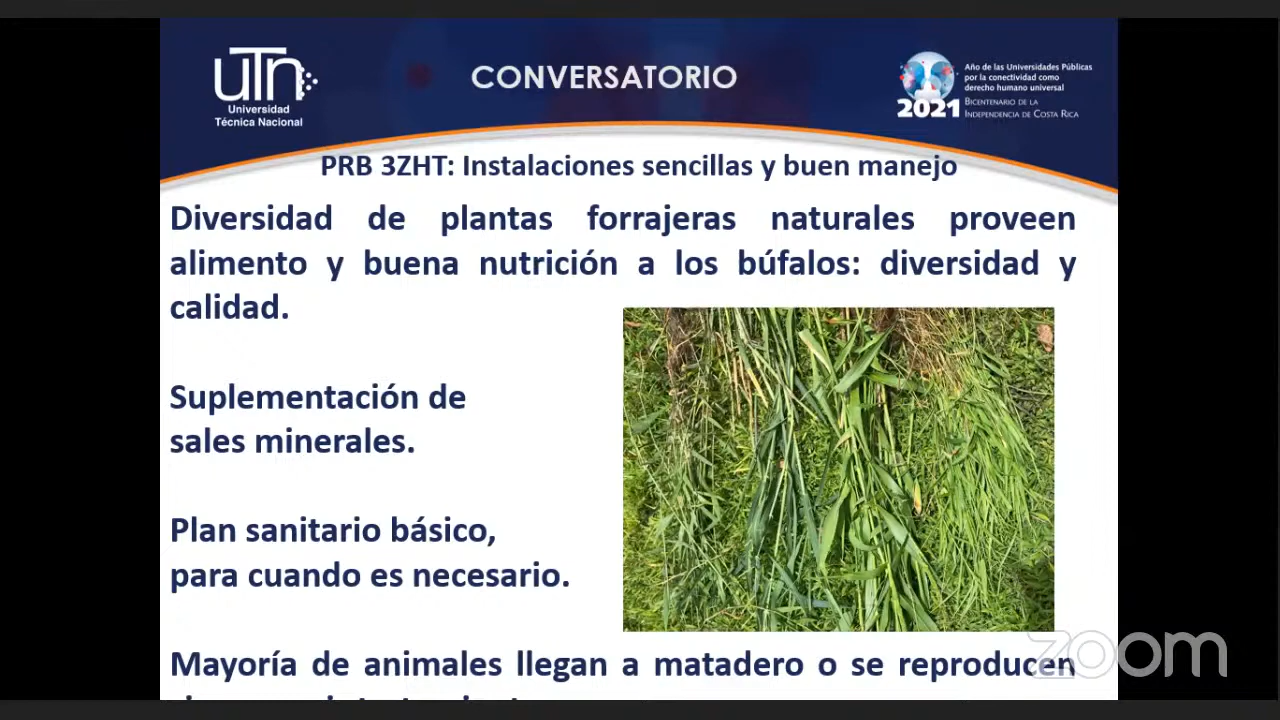 utn
Universidad
Técnica Nacional
CONVERSATORIO
2021
Año de las Universidades Públicas
por la conectividad como
derecho humano universal
Bicentenario de la
Independencia de Costa Rica
PRB 3ZHT: Instalaciones sencillas y buen manejo
Diversidad de plantas forrajeras naturales proveen
alimento y buena nutrición a los búfalos: diversidad y
calidad.
Suplementación de
sales minerales.
Plan sanitario básico,
para cuando es necesario.
Mayoría de animales llegan a matadero o se reproducen
zoom